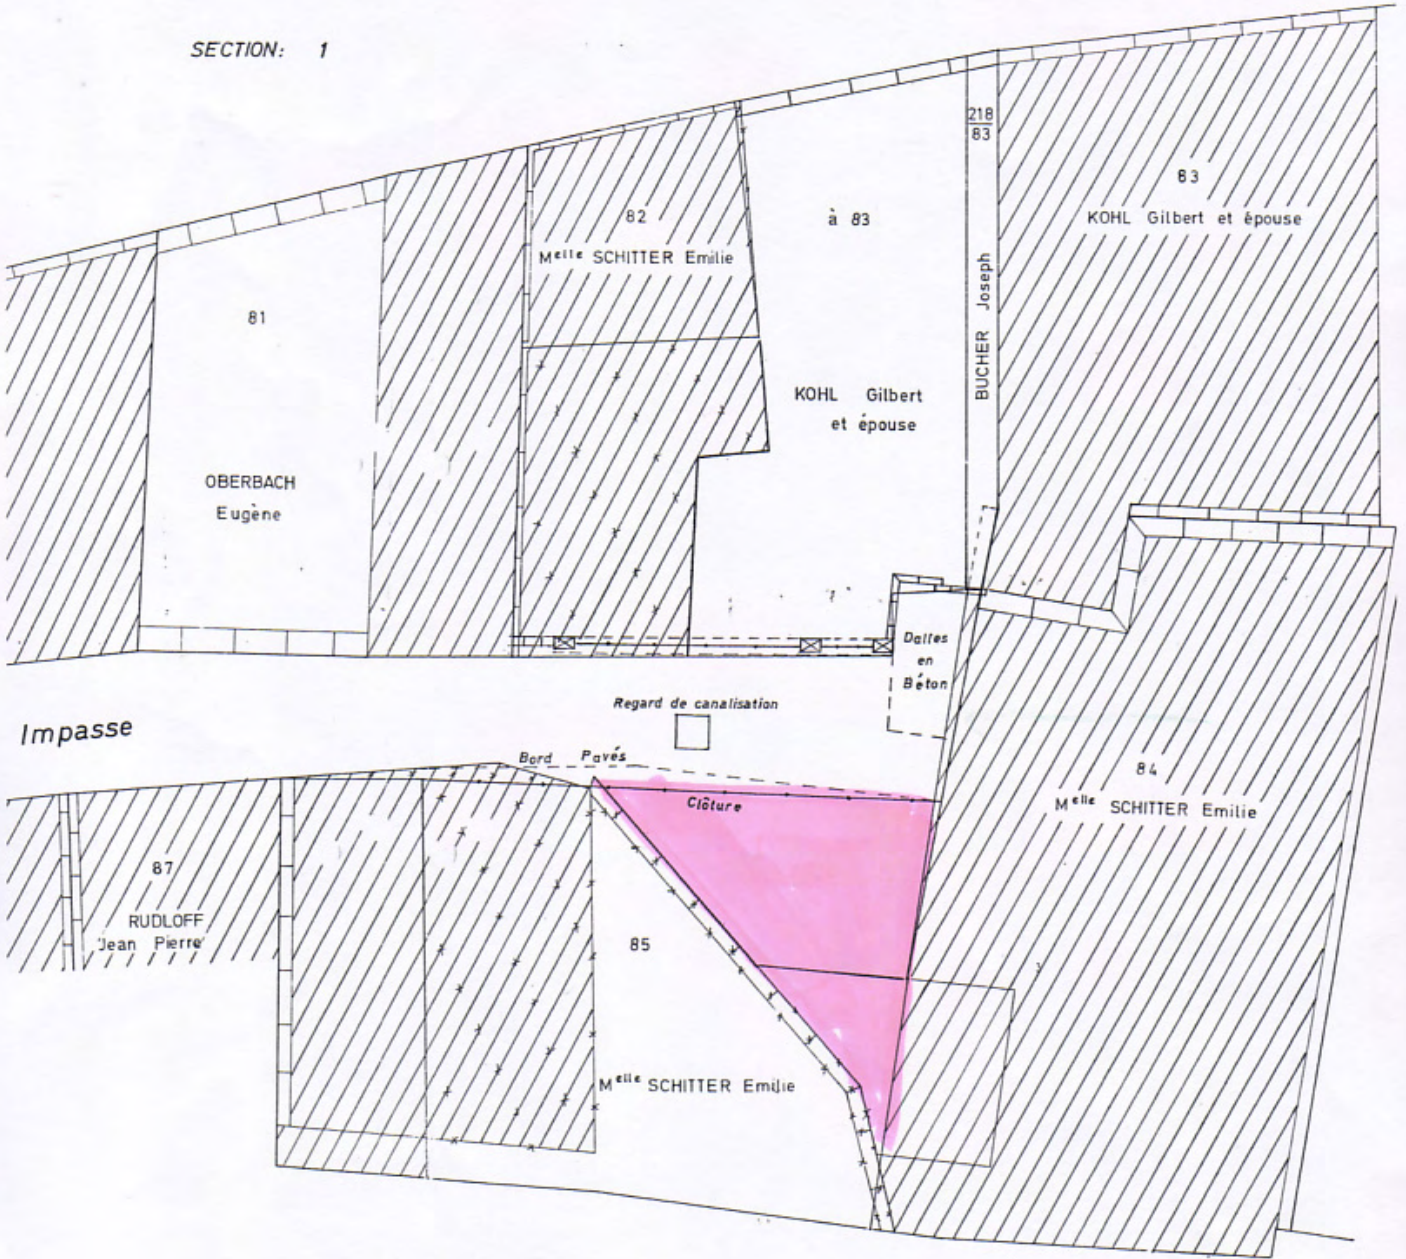 SECTION: 1
218
83
83
KOHL Gilbert et épouse
82
Melle SCHITTER Emilie
à 83
BUCHER Joseph
81
KOHL Gilbert
et épouse
OBERBACH
Eugène
Dalles
en
Béton
Regard de canalisation
Impasse
Bord Pavés
Clôture
84
Melle SCHITTER Emilie
87
RUDLOFF
Jean Pierre
85
Melle SCHITTER Emilie